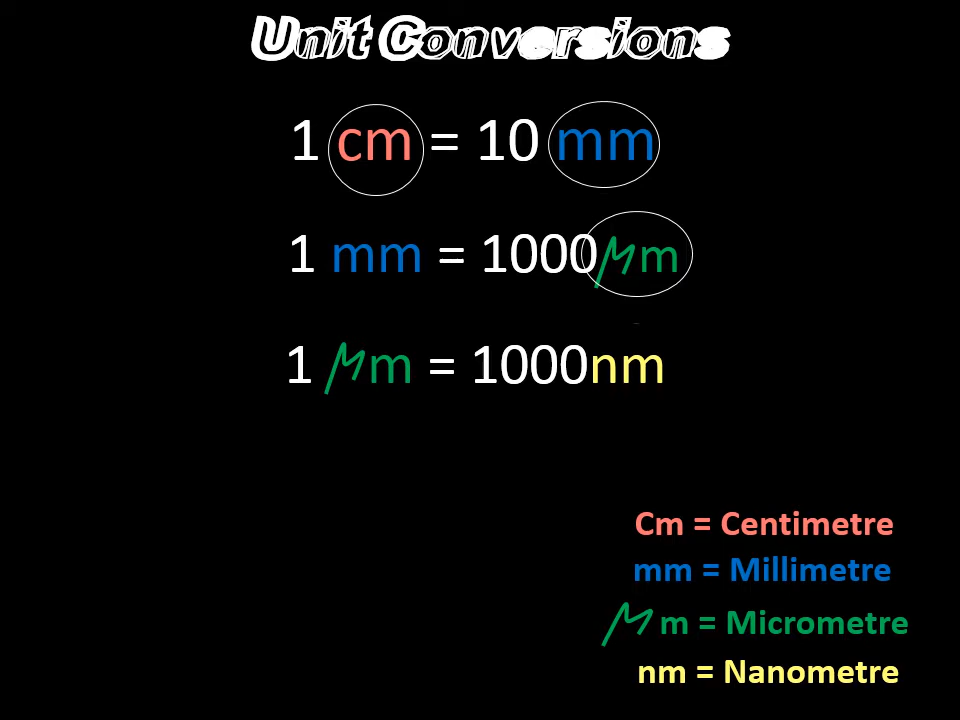 Unit Conversions
1 cm = 10 mm
1 mm = 1000μm
1 μm = 1000nm
Cm = Centimetre
mm = Millimetre
μm = Micrometre
nm = Nanometre